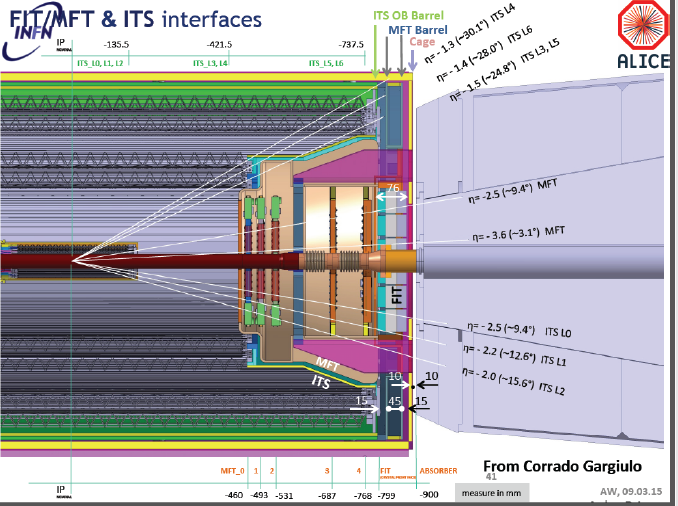 FIT/MFT & ITS interfaces
INFN
ITS OB Barrel
MFT Barrel
Cage
η= - 1.3 (~30.1°) ITS L4
η= - 1.4 (~28.0°) ITS L6
η= - 1.5 (~24.8°) ITS L3, L5
ALICE
IP
-135.5
-421.5
-737.5
ITS_L0, L1, L2
ITS_L3, L4
ITS_L5, L6
76
η= -2.5 (~9.4°) MFT
η= - 3.6 (~3.1°) MFT
FIT
η= - 2.5 (~9.4°) ITS L0
η= - 2.2 (~12.6°) ITS L1
η= - 2.0 (~15.6°) ITS L2
MFT
ITS
10
10
15
45
15
MFT_0
1
2
3
4
FIT
ABSORBER
From Corrado Gargiulo
41
IP
-460
-493
-531
-687
-768
-799
-900
measure in mm
AW, 09.03.15